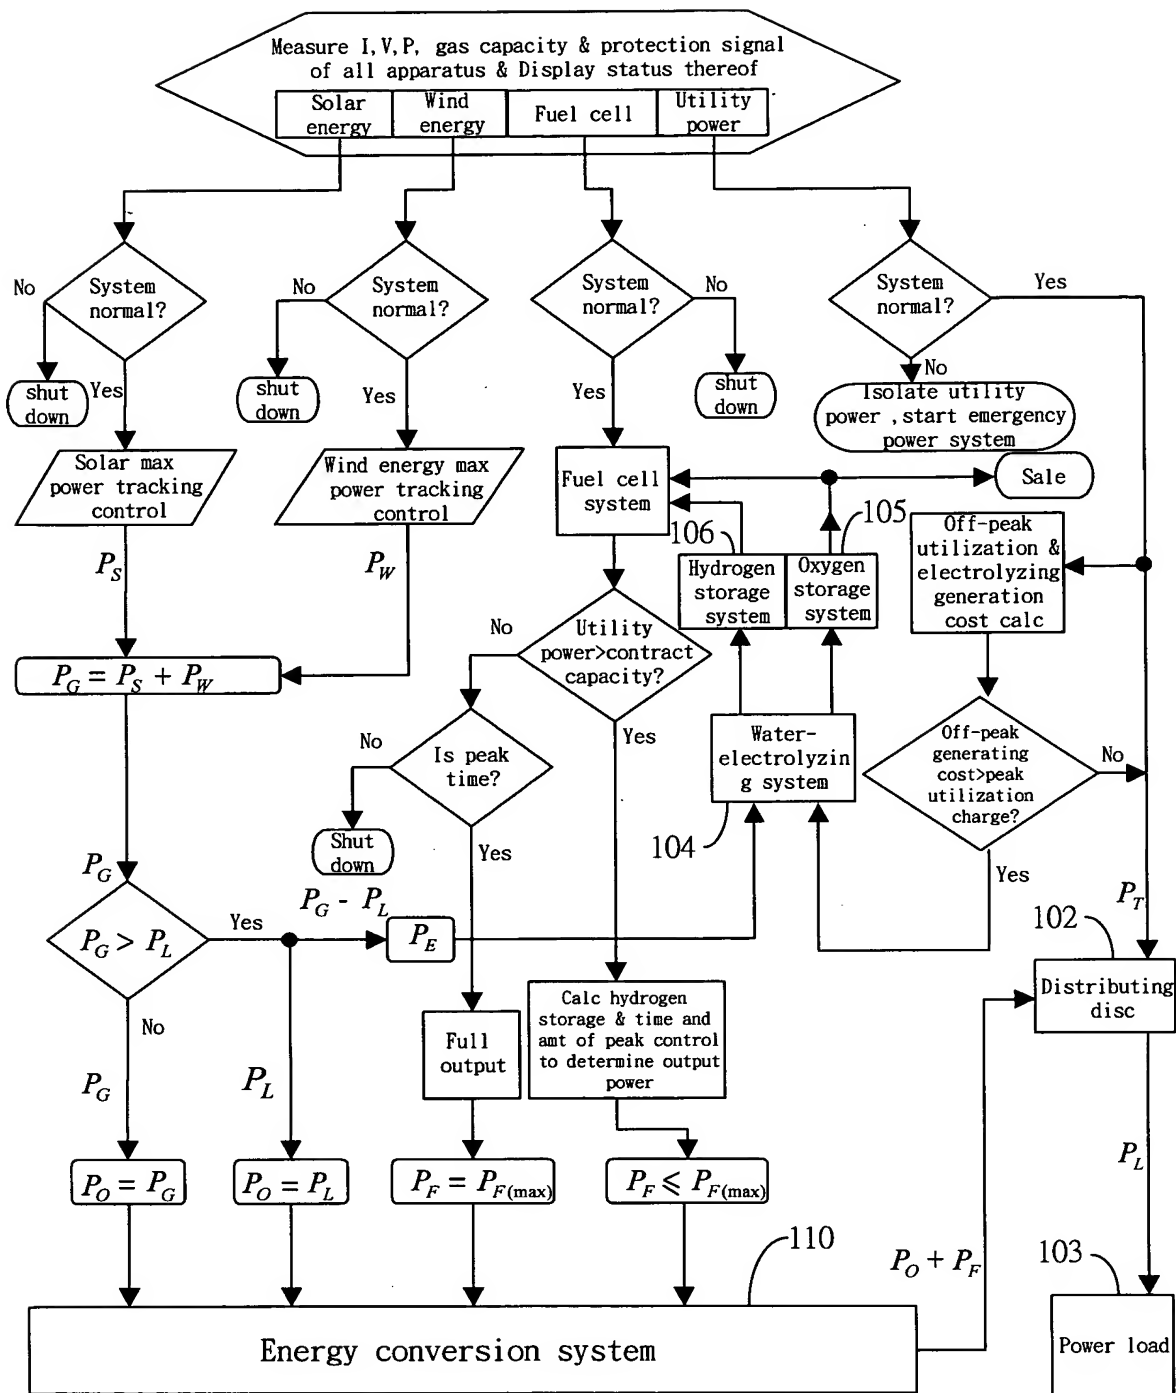 Measure I,V,P, gas capacity & protection signal
of all apparatus & Display status thereof
Solar
energy
Wind
energy
Fuel cell
Utility
power
System
normal?
No
Yes
shut
down
System
normal?
No
Yes
shut
down
System
normal?
No
Yes
shut
down
System
normal?
Yes
No
Isolate utility
power ,start emergency
power system
Solar max
power tracking
control
Wind energy max
power tracking
control
Fuel cell
system
Sale
106
105
Hydrogen
storage
system
Oxygen
storage
system
Off-peak
utilization &
electrolyzing
generation
cost calc
P_S
P_W
P_G = P_S + P_W
No
Utility
power>contract
capacity?
Yes
No
Is peak
time?
Yes
Shut
down
Water-
electrolyzin
g system
104
Off-peak
generating
cost>peak
utilization
charge?
No
Yes
P_G
P_G > P_L
Yes
No
P_G - P_L
P_E
P_T
102
Distributing
disc
Full
output
Calc hydrogen
storage & time and
amt of peak control
to determine output
power
P_G
P_L
P_O = P_G
P_O = P_L
P_F = P_F(max)
P_F ⩽ P_F(max)
P_L
110
P_O + P_F
103
Energy conversion system
Power load